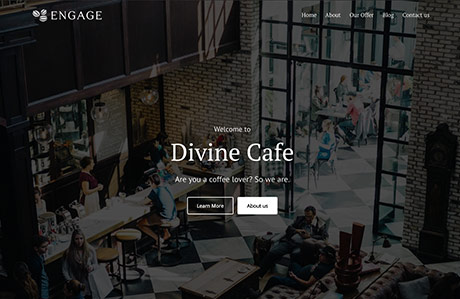 ENGAGE
Home About Our Offer Blog Contact us
Welcome to
Divine Cafe
Are you a coffee lover? So we are.
Learn More About us